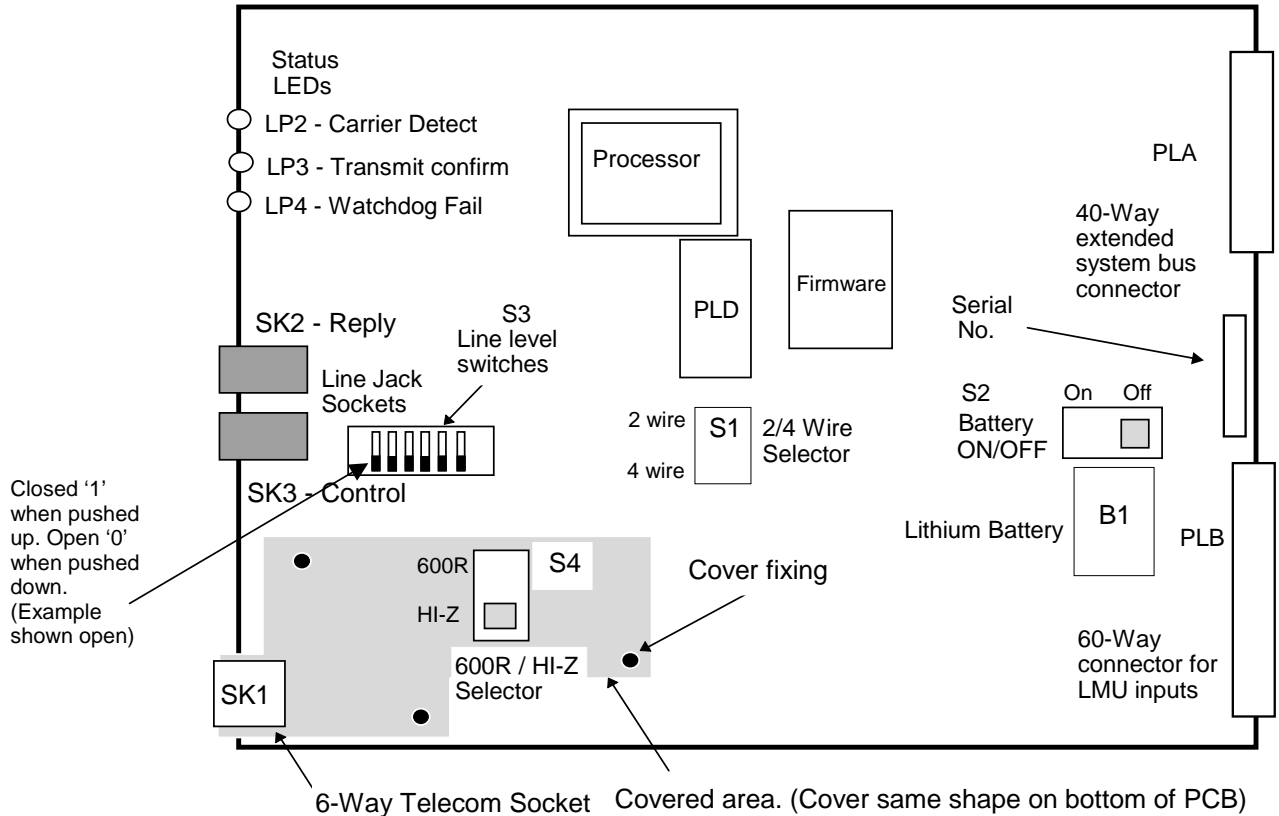 Status
LEDs
LP2 - Carrier Detect
LP3 - Transmit confirm
LP4 - Watchdog Fail
Processor
PLD
Firmware
PLA
40-Way
extended
system bus
connector
Serial
No.
SK2 - Reply
S3
Line level
switches
Line Jack
Sockets
SK3 - Control
2 wire
4 wire
S1
2/4 Wire
Selector
S2
Battery
ON/OFF
On
Off
B1
Lithium Battery
PLB
Closed ‘1’
when pushed
up. Open ‘0’
when pushed
down.
(Example
shown open)
600R
HI-Z
S4
600R / HI-Z
Selector
Cover fixing
60-Way
connector for
LMU inputs
SK1
6-Way Telecom Socket
Covered area. (Cover same shape on bottom of PCB)